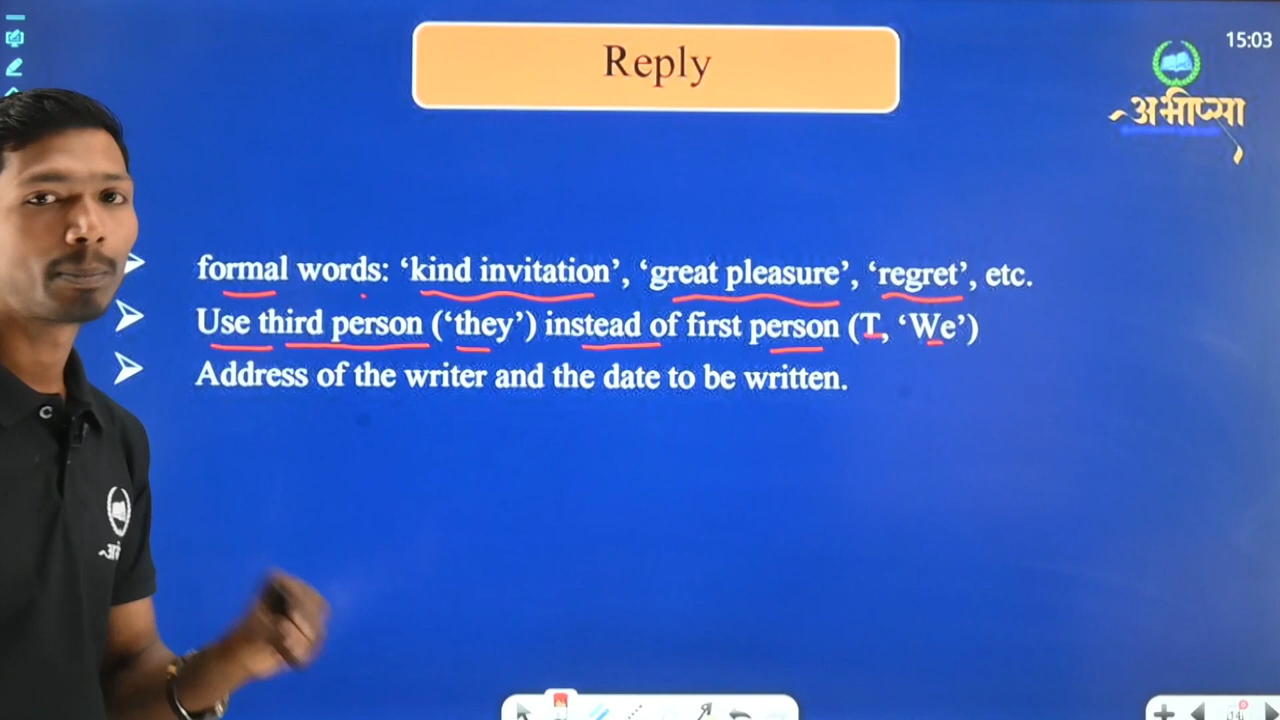 Reply
15:03
अभीप्सा
formal words: ‘kind invitation’, ‘great pleasure’, ‘regret’, etc.
Use third person (‘they’) instead of first person (T, ‘We’)
Address of the writer and the date to be written.